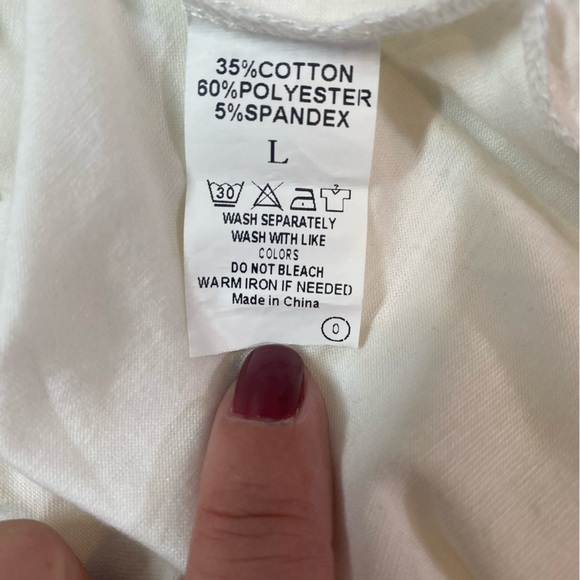 35%COTTON
60%POLYESTER
5%SPANDEX
L
30
WASH SEPARATELY
WASH WITH LIKE
COLORS
DO NOT BLEACH
WARM IRON IF NEEDED
Made in China
0